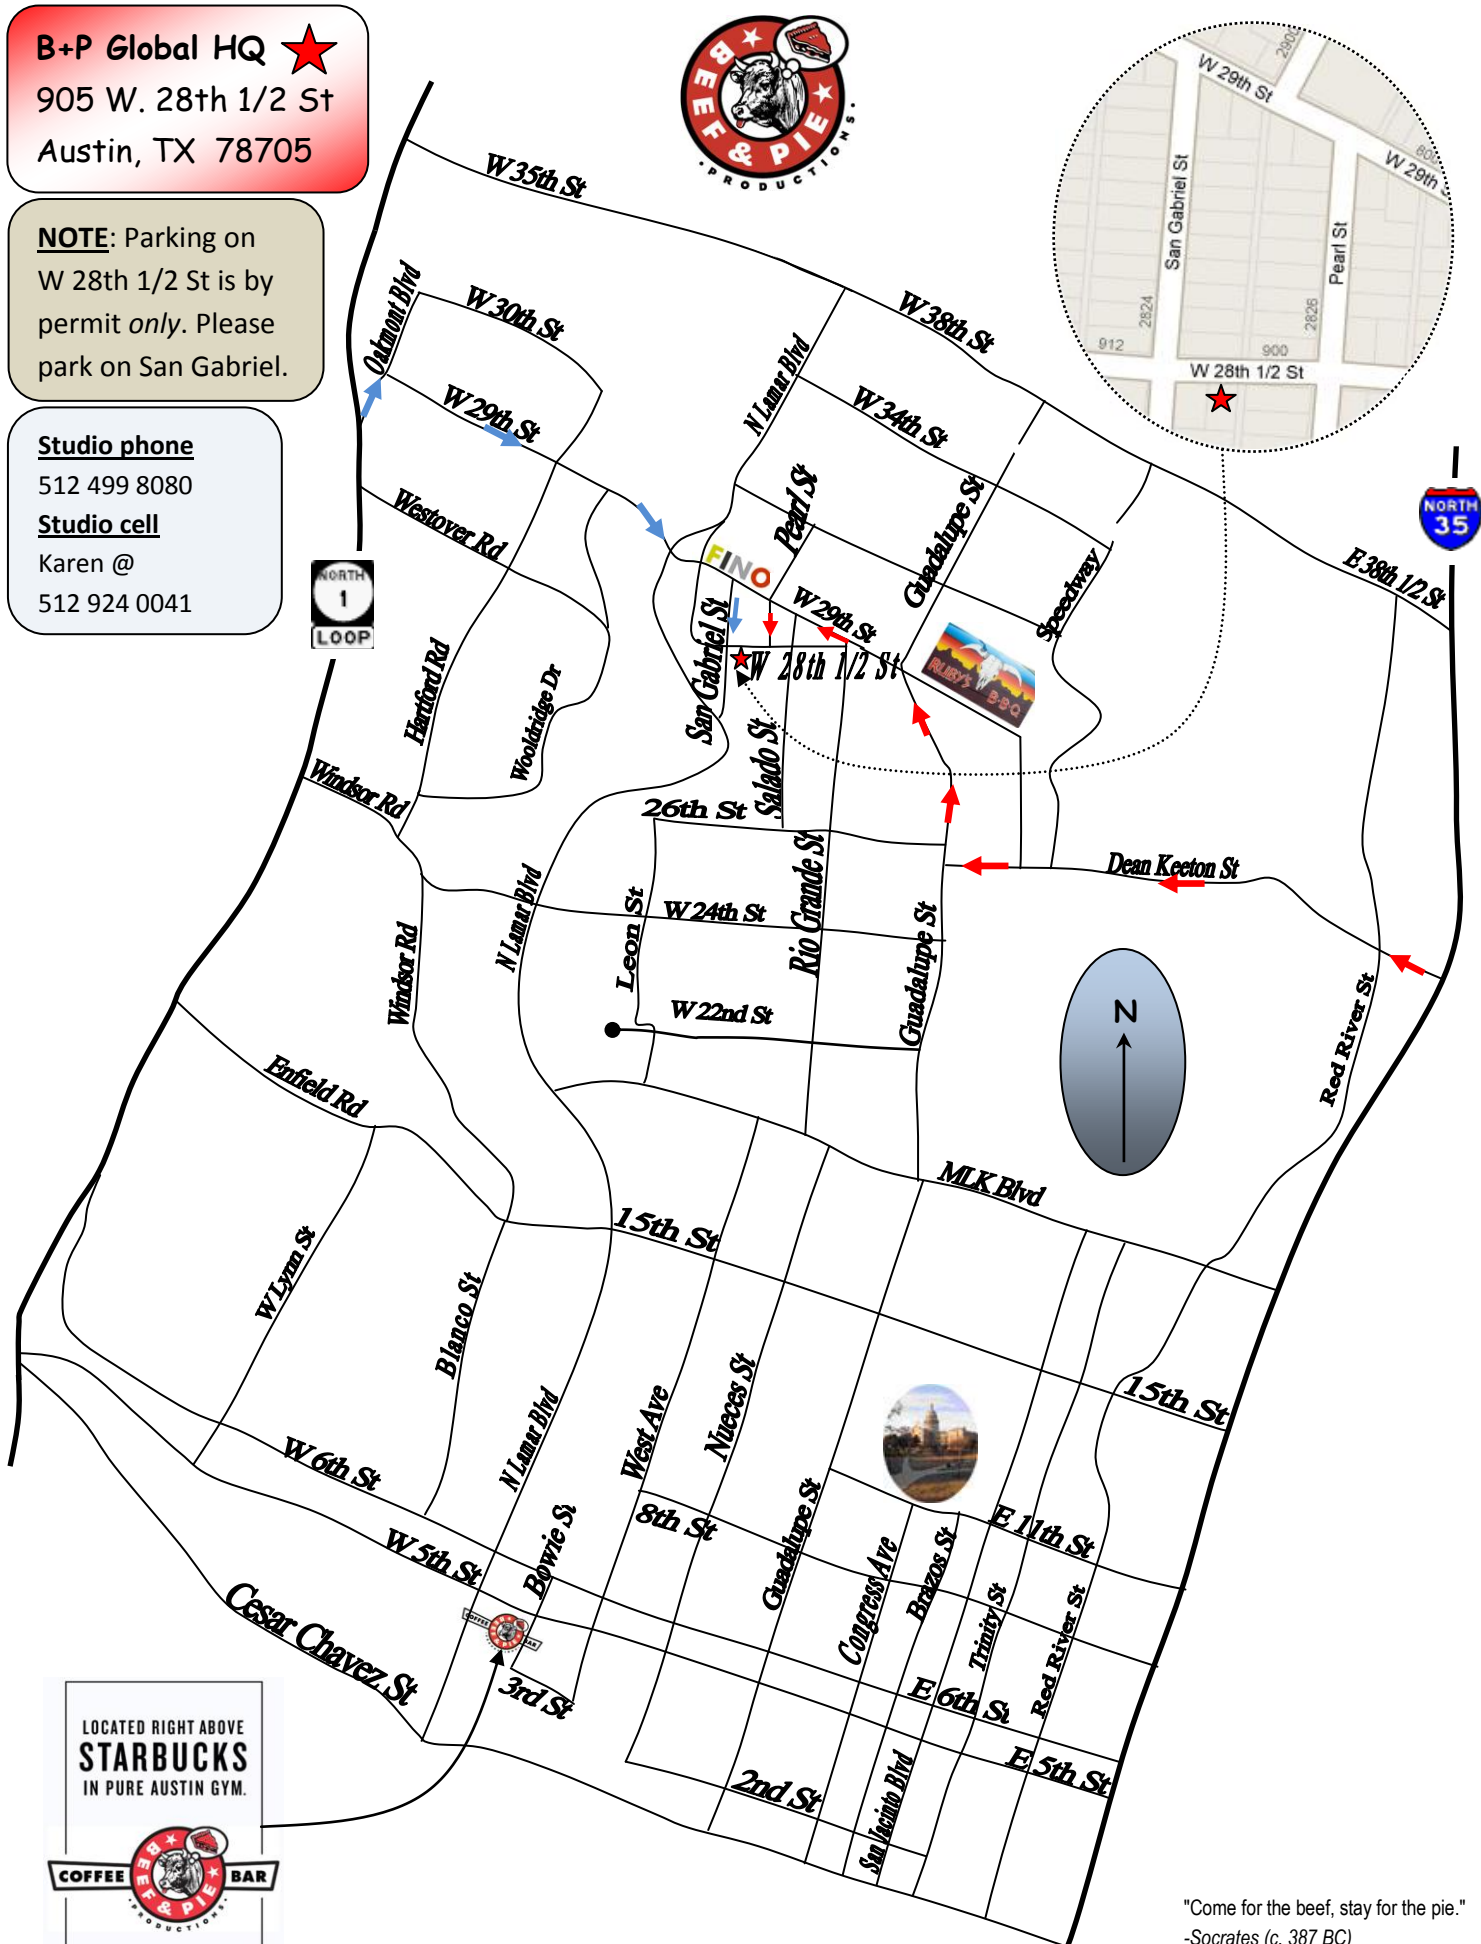 B+P Global HQ
905 W. 28th 1/2 St
Austin, TX 78705
NOTE: Parking on
W 28th 1/2 St is by
permit only. Please
park on San Gabriel.
Studio phone
512 499 8080
Studio cell
Karen @
512 924 0041
BEEF & PIE
• PRODUCTIONS •
W 29th St
2900
800
W 29th S
San Gabriel St
Pearl St
2824
2826
912
900
W 28th 1/2 St
W 35th St
Oakmont Blvd
W 30th St
W 38th St
N Lamar Blvd
W 29th St
W 34th St
Pearl St
Guadalupe St
Westover Rd
NORTH
35
E 38th 1/2 St
FINO
Speedway
NORTH
1
LOOP
W 29th St
San Gabriel St
W 28th 1/2 St
RUBY'S
B-B-Q
Hartford Rd
Wooldridge Dr
Salado St
Windsor Rd
26th St
Rio Grande St
Dean Keeton St
N Lamar Blvd
Leon St
W 24th St
Guadalupe St
Windsor Rd
W 22nd St
N
Red River St
Enfield Rd
MLK Blvd
15th St
W Lynn St
Blanco St
15th St
N Lamar Blvd
West Ave
Nueces St
W 6th St
8th St
Guadalupe St
E 11th St
W 5th St
Bowie St
Congress Ave
Brazos St
Trinity St
Red River St
Cesar Chavez St
COFFEE
BEEF & PIE
BAR
3rd St
E 6th St
E 5th St
2nd St
San Jacinto Blvd
LOCATED RIGHT ABOVE
STARBUCKS
IN PURE AUSTIN GYM.
COFFEE
BEEF & PIE
BAR
• PRODUCTIONS •
"Come for the beef, stay for the pie."
-Socrates (c. 387 BC)